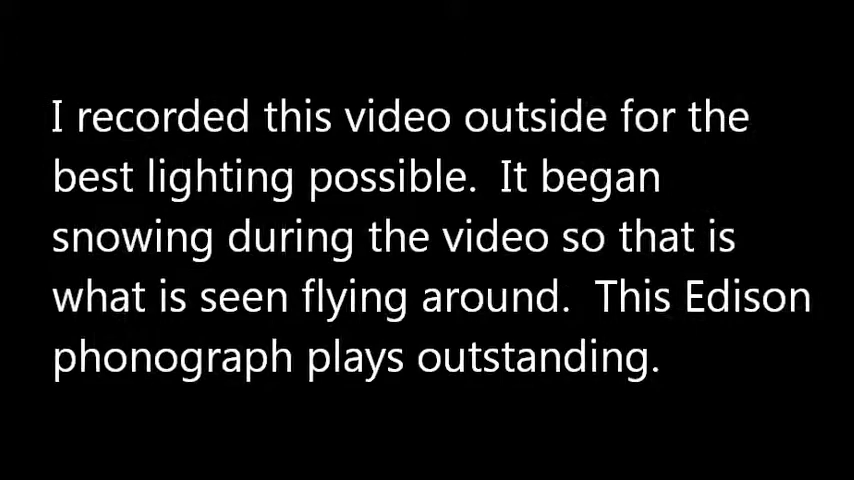 I recorded this video outside for the
best lighting possible.  It began
snowing during the video so that is
what is seen flying around.  This Edison
phonograph plays outstanding.